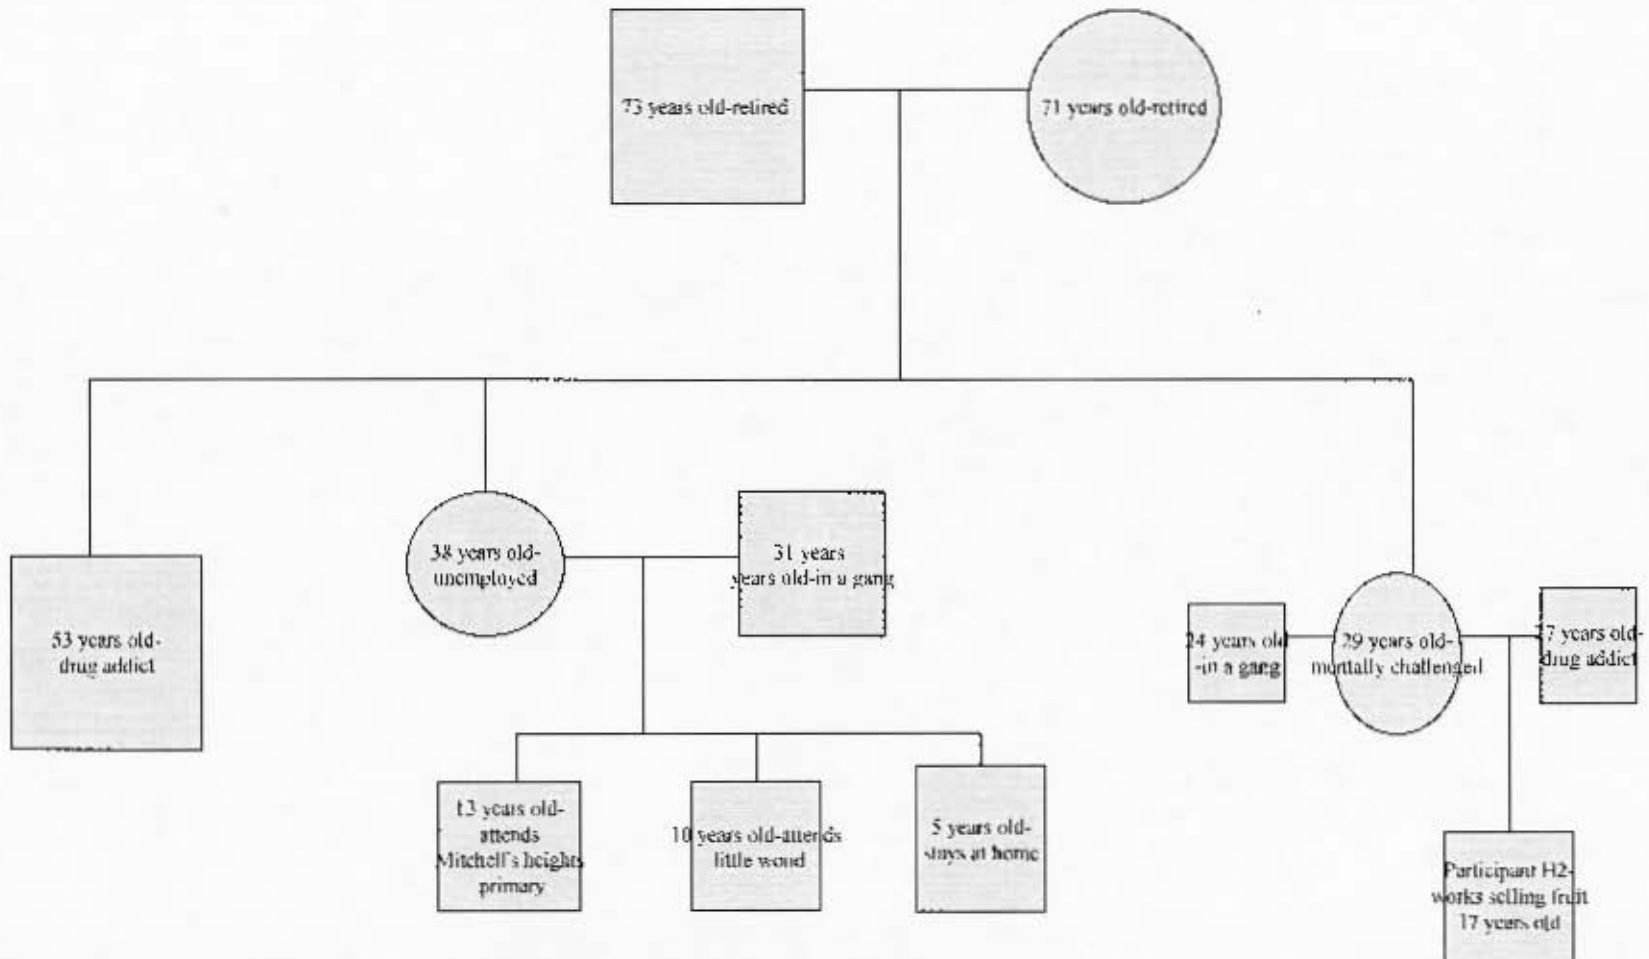 73 years old-retired
71 years old-retired
38 years old-
unemployed
31 years
years old-in a gang
53 years old-
drug addict
24 years old
-in a gang
29 years old-
mentally challenged
7 years old-
drug addict
13 years old-
attends
Mitchell's heights
primary
10 years old-attends
little wood
5 years old-
stays at home
Participant H2-
works selling fruit
17 years old